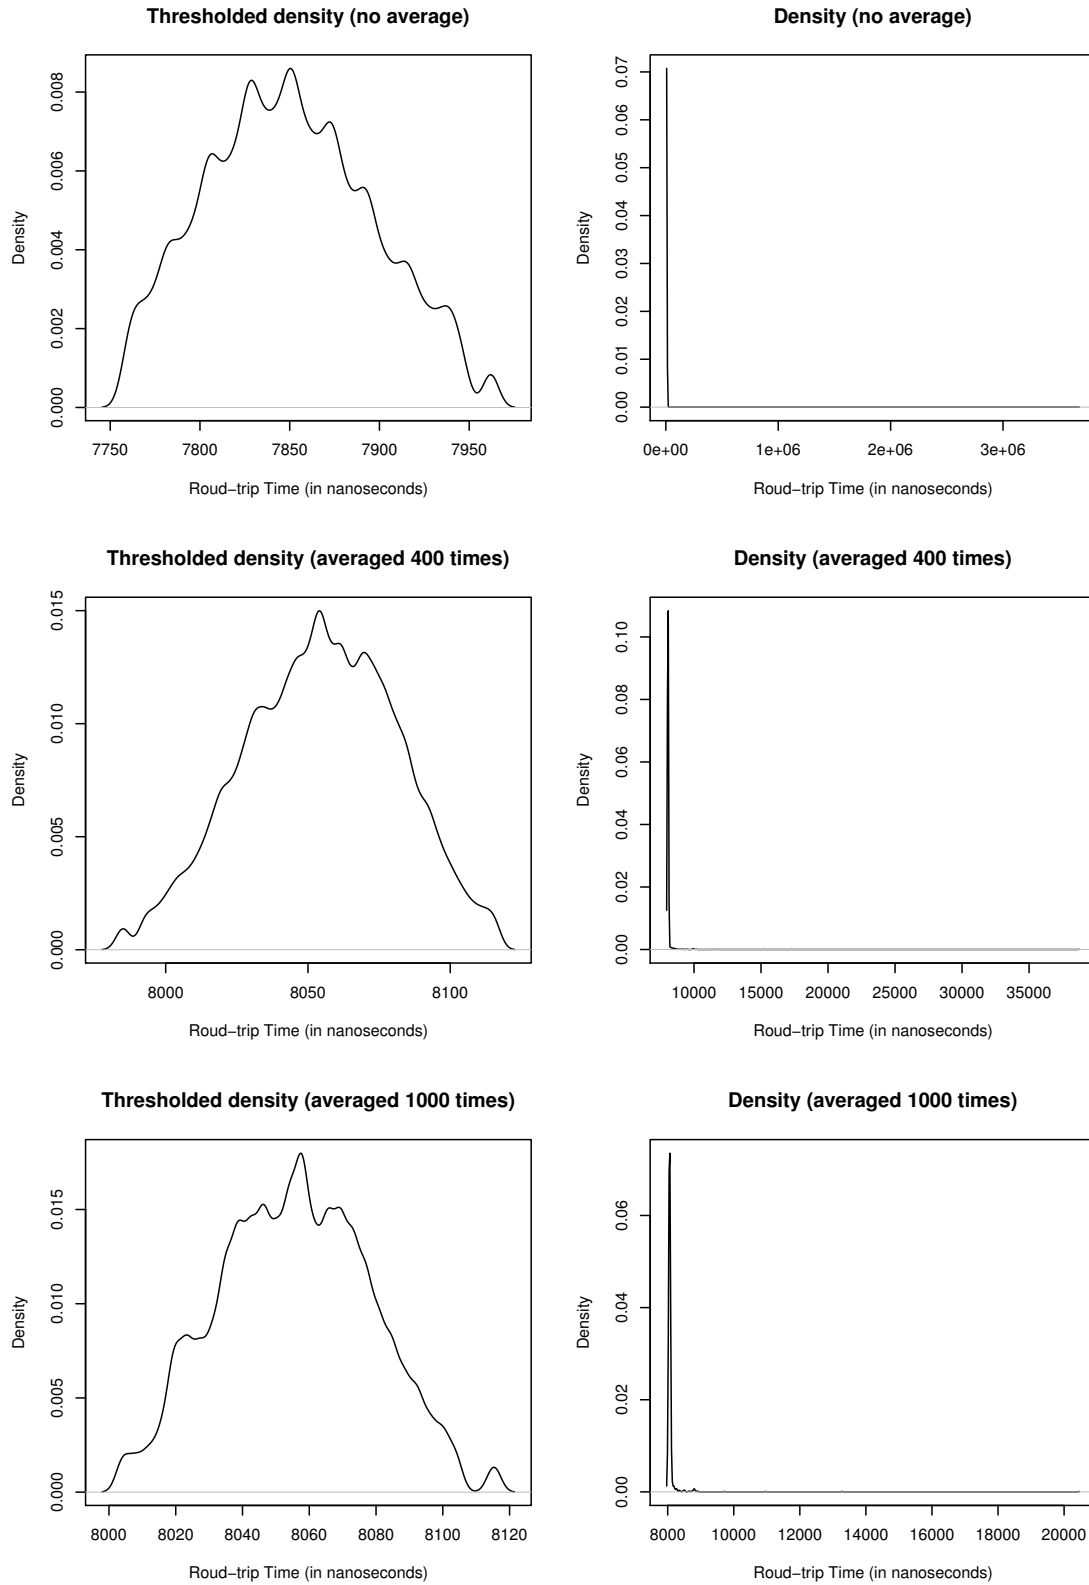 Thresholded density (no average)
Density
0.000 0.002 0.004 0.006 0.008
7750 7800 7850 7900 7950
Roud−trip Time (in nanoseconds)
Density (no average)
Density
0.00 0.01 0.02 0.03 0.04 0.05 0.06 0.07
0e+00 1e+06 2e+06 3e+06
Roud−trip Time (in nanoseconds)
Thresholded density (averaged 400 times)
Density
0.000 0.005 0.010 0.015
8000 8050 8100
Roud−trip Time (in nanoseconds)
Density (averaged 400 times)
Density
0.00 0.02 0.04 0.06 0.08 0.10
10000 15000 20000 25000 30000 35000
Roud−trip Time (in nanoseconds)
Thresholded density (averaged 1000 times)
Density
0.000 0.005 0.010 0.015
8000 8020 8040 8060 8080 8100 8120
Roud−trip Time (in nanoseconds)
Density (averaged 1000 times)
Density
0.00 0.02 0.04 0.06
8000 10000 12000 14000 16000 18000 20000
Roud−trip Time (in nanoseconds)